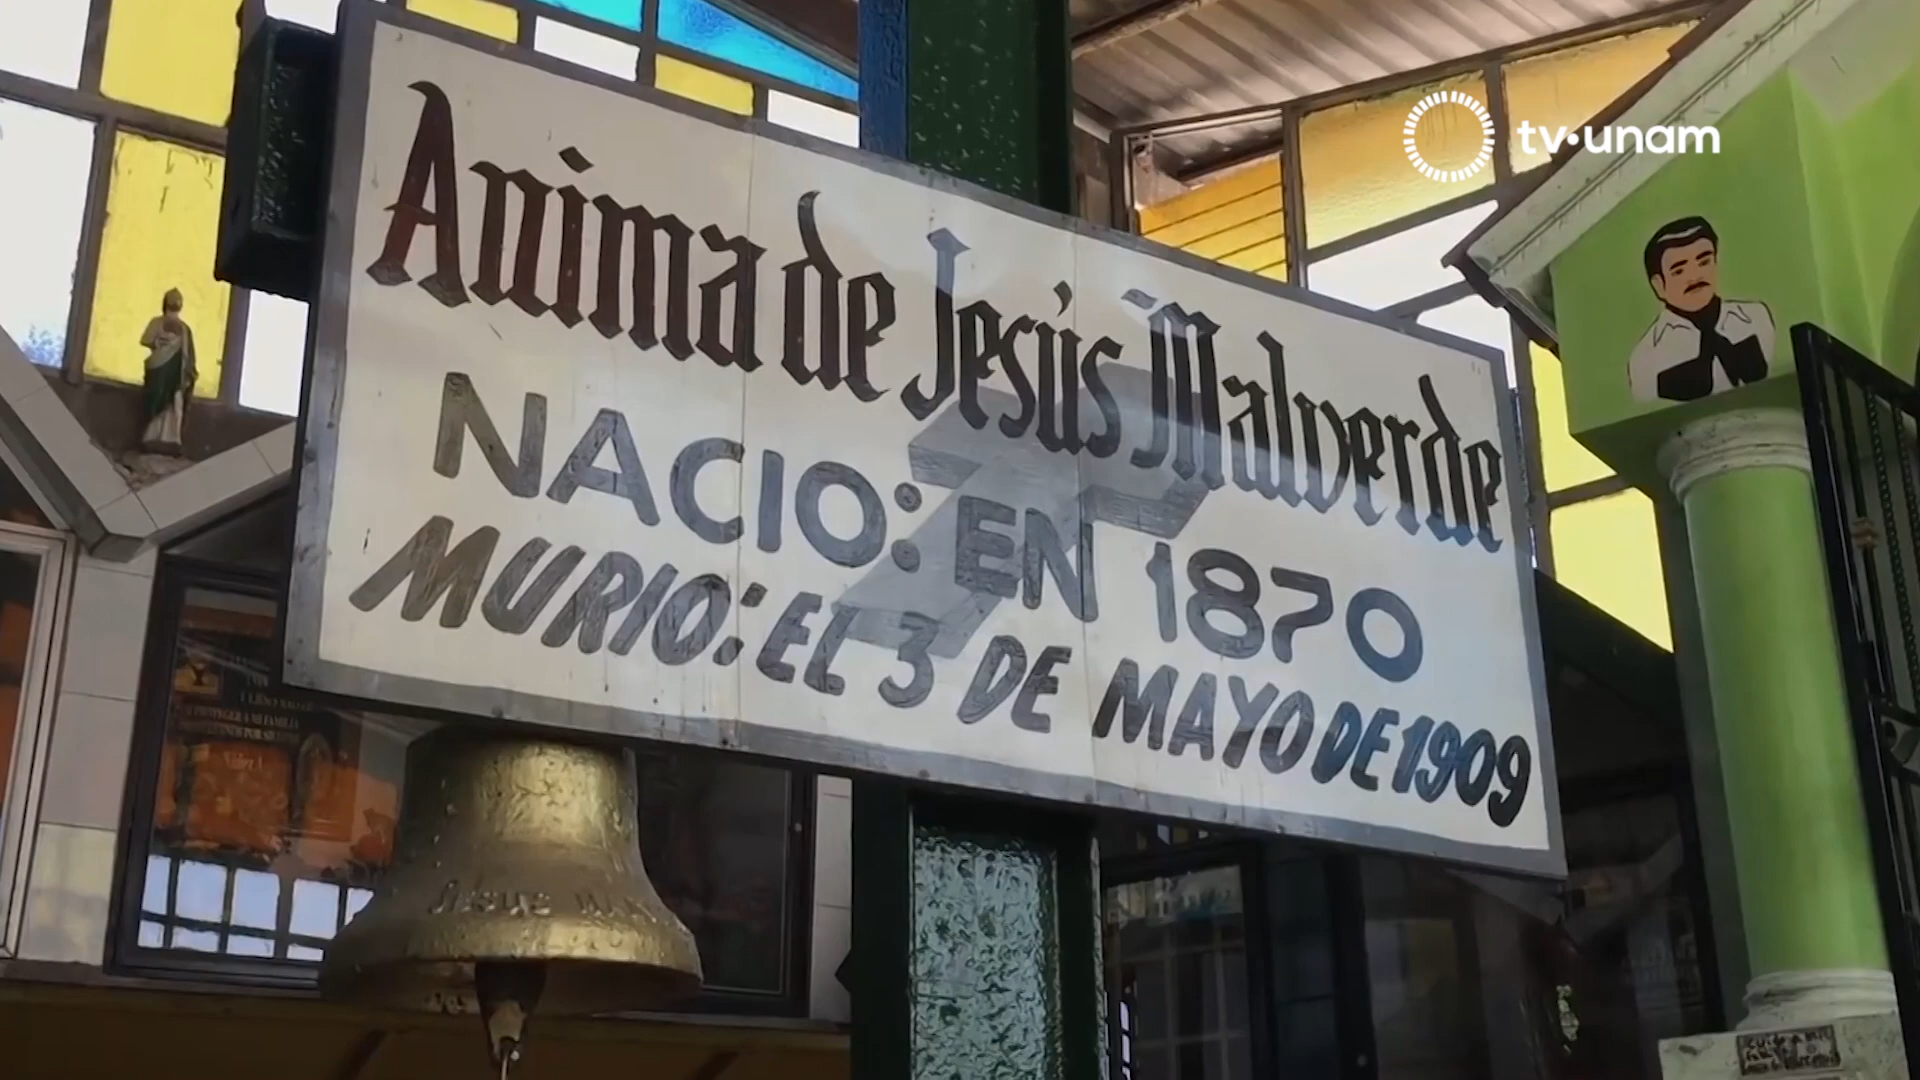 tv·unam
Anima de Jesús Malverde
NACIO: EN 1870
MURIO: EL 3 DE MAYO DE 1909